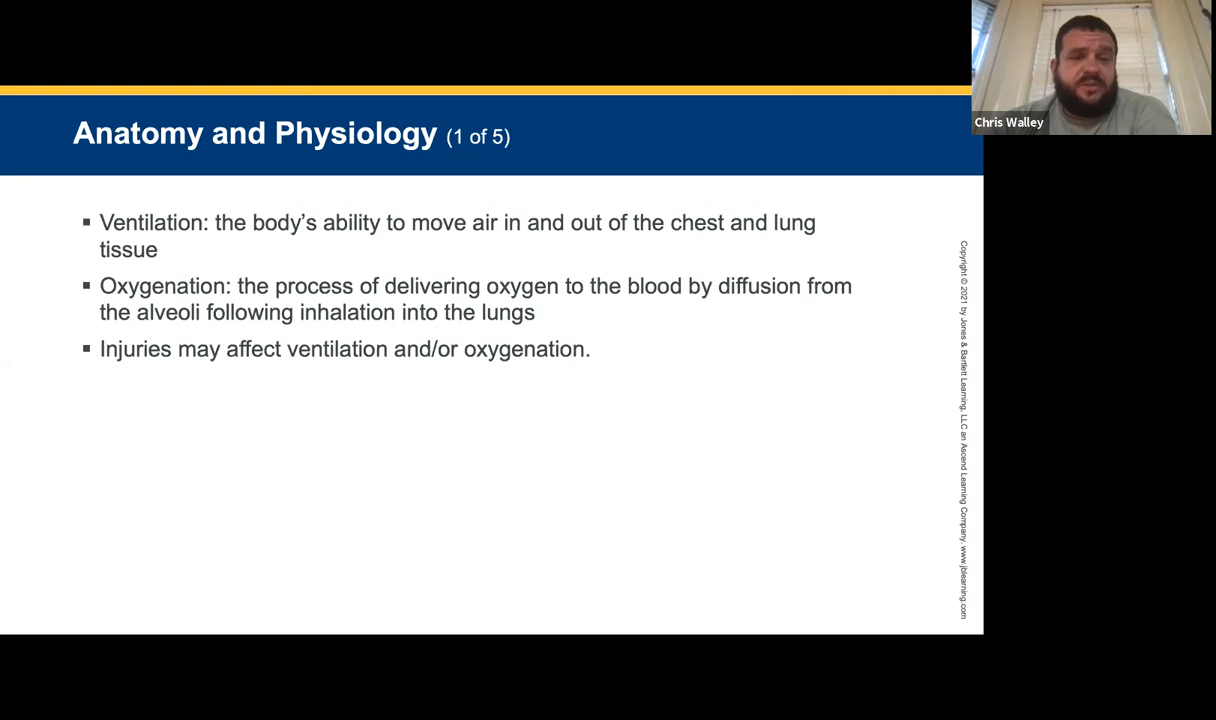 Anatomy and Physiology (1 of 5)
▪ Ventilation: the body’s ability to move air in and out of the chest and lung
tissue
▪ Oxygenation: the process of delivering oxygen to the blood by diffusion from
the alveoli following inhalation into the lungs
▪ Injuries may affect ventilation and/or oxygenation.
Copyright © 2021 by Jones & Bartlett Learning, LLC an Ascend Learning Company. www.jblearning.com
Chris Walley